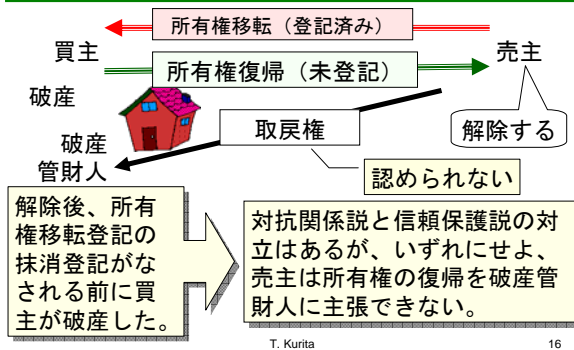 所有権移転（登記済み）
買主
売主
所有権復帰（未登記）
破産
取戻権
解除する
破産
管財人
認められない
解除後、所有
権移転登記の
抹消登記がな
される前に買
主が破産した。
対抗関係説と信頼保護説の対
立はあるが、いずれにせよ、
売主は所有権の復帰を破産管
財人に主張できない。
T. Kurita
16